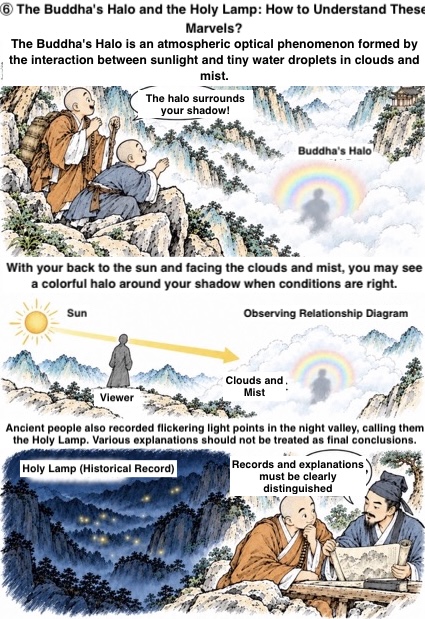 ⑥ The Buddha's Halo and the Holy Lamp: How to Understand These
Marvels?
The Buddha's Halo is an atmospheric optical phenomenon formed by
the interaction between sunlight and tiny water droplets in clouds and
mist.
The halo surrounds
your shadow!
Buddha's Halo
With your back to the sun and facing the clouds and mist, you may see
a colorful halo around your shadow when conditions are right.
Sun
Observing Relationship Diagram
Viewer
Clouds and
Mist
Ancient people also recorded flickering light points in the night valley, calling them
the Holy Lamp. Various explanations should not be treated as final conclusions.
Holy Lamp (Historical Record)
Records and explanations
must be clearly
distinguished